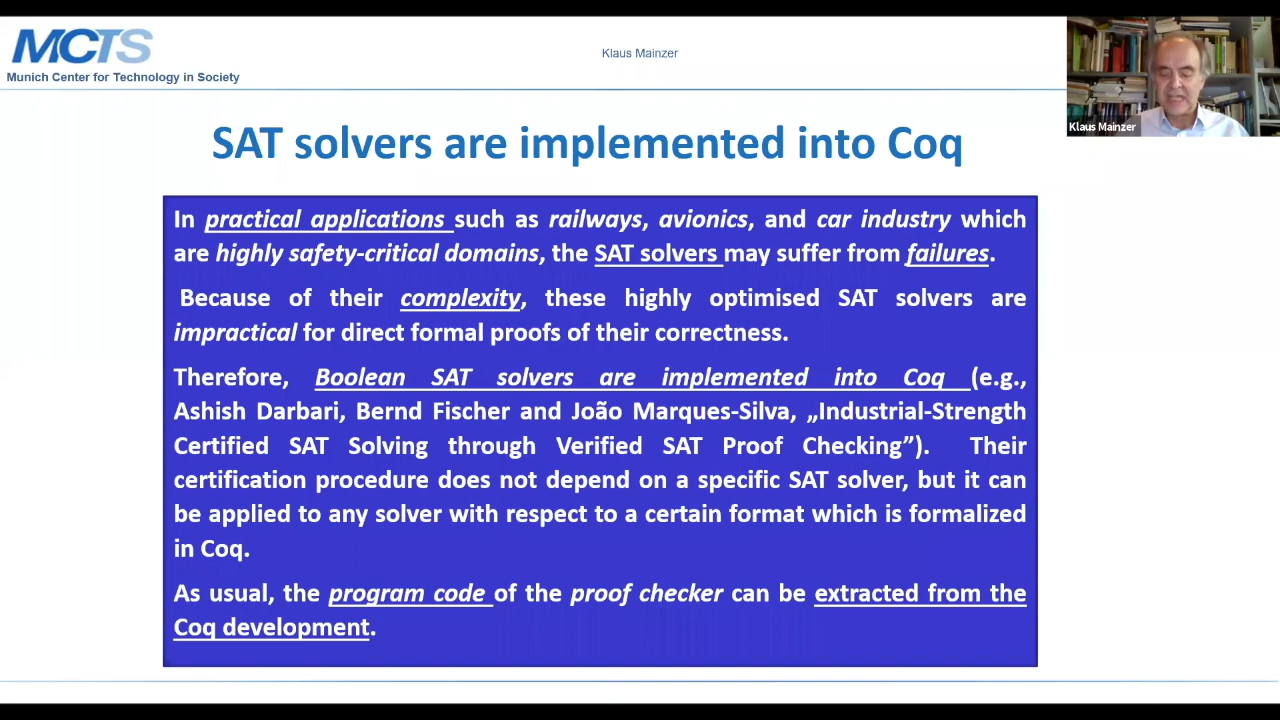 MCTS
Munich Center for Technology in Society
Klaus Mainzer
Klaus Mainzer
SAT solvers are implemented into Coq
In practical applications such as railways, avionics, and car industry which
are highly safety-critical domains, the SAT solvers may suffer from failures.
Because of their complexity, these highly optimised SAT solvers are
impractical for direct formal proofs of their correctness.
Therefore, Boolean SAT solvers are implemented into Coq (e.g.,
Ashish Darbari, Bernd Fischer and João Marques-Silva, „Industrial-Strength
Certified SAT Solving through Verified SAT Proof Checking”). Their
certification procedure does not depend on a specific SAT solver, but it can
be applied to any solver with respect to a certain format which is formalized
in Coq.
As usual, the program code of the proof checker can be extracted from the
Coq development.